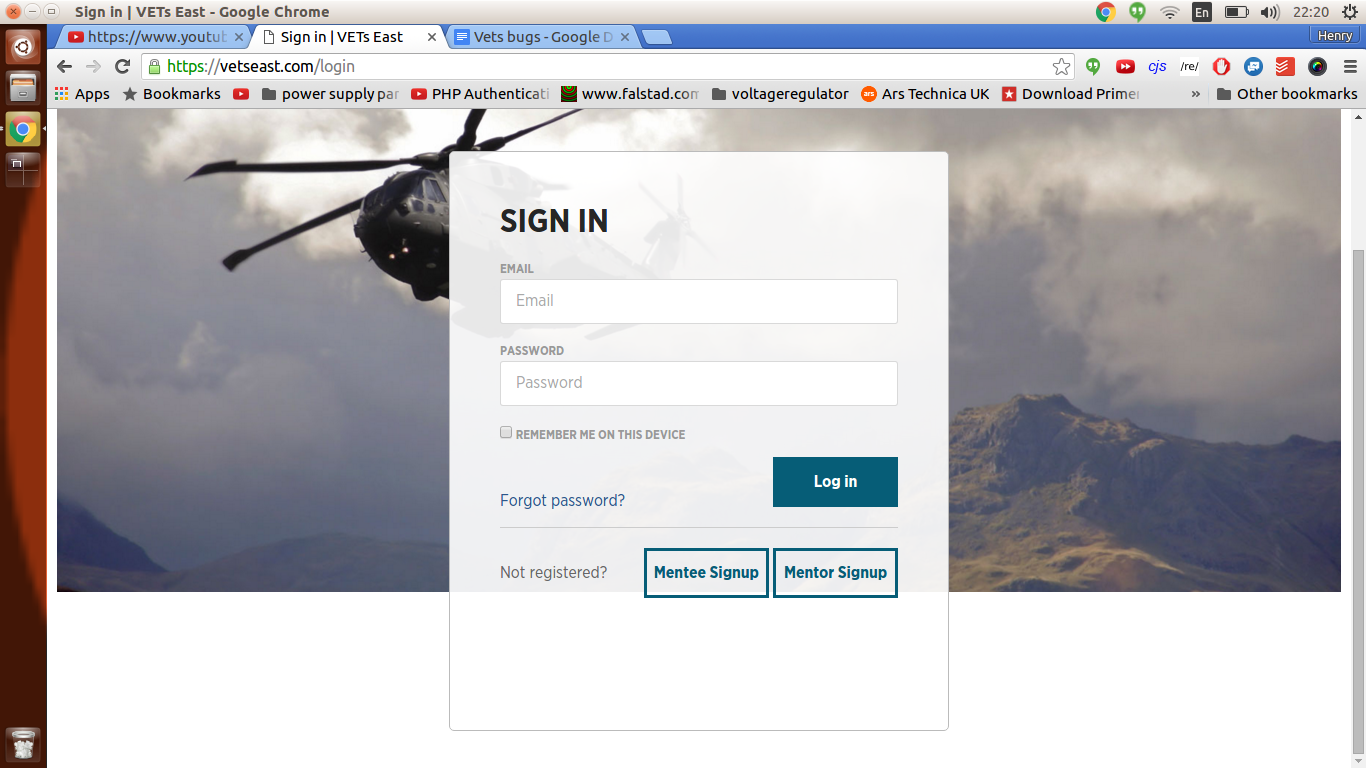 Sign in | VETs East - Google Chrome
En
22:20
https://www.youtu
Sign in | VETs East
Vets bugs - Google D
Henry
https://vetseast.com/login
cjs
/re/
Apps
Bookmarks
power supply par
PHP Authenticati
www.falstad.com
voltageregulator
ars
Ars Technica UK
Download Primer
»
Other bookmarks
SIGN IN
EMAIL
Email
PASSWORD
Password
REMEMBER ME ON THIS DEVICE
Log in
Forgot password?
Not registered?
Mentee Signup
Mentor Signup